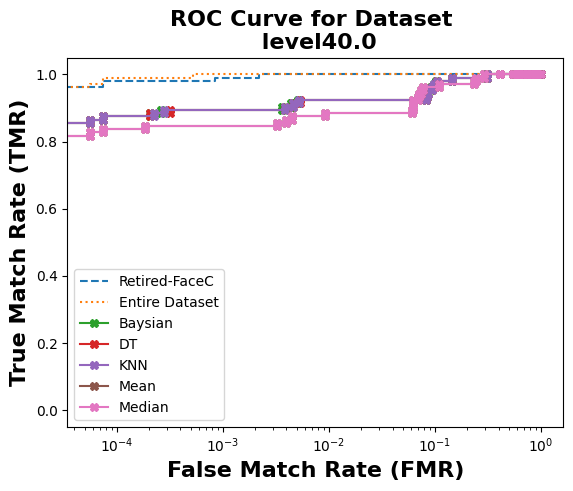 ROC Curve for Dataset
level40.0
True Match Rate (TMR)
1.0
0.8
0.6
0.4
0.2
0.0
Retired-FaceC
Entire Dataset
Baysian
DT
KNN
Mean
Median
10⁻⁴
10⁻³
10⁻²
10⁻¹
10⁰
False Match Rate (FMR)